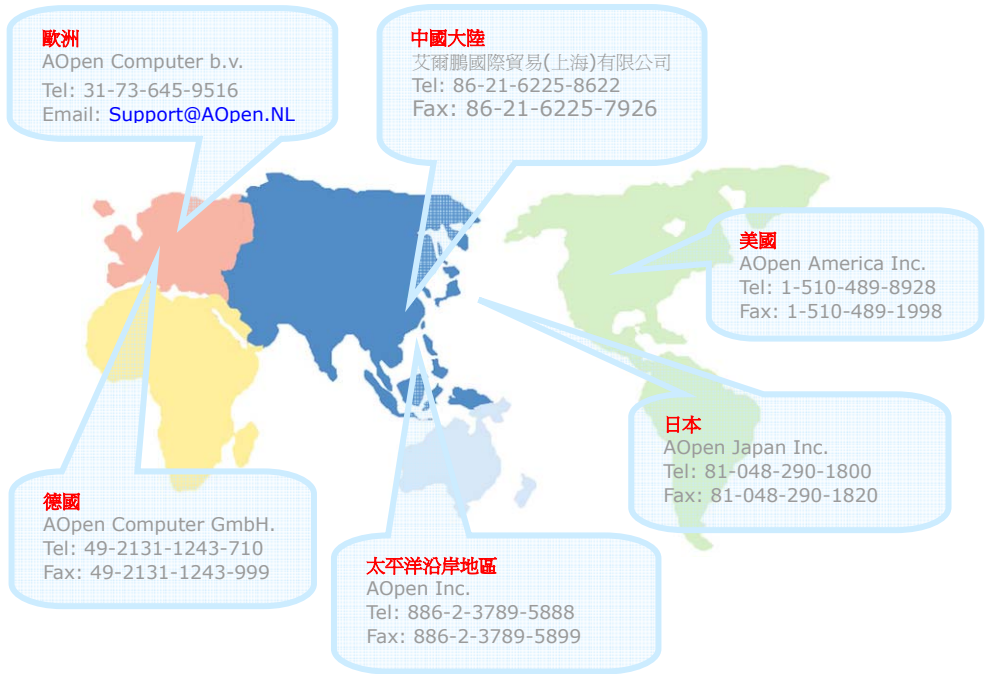 歐洲
AOpen Computer b.v.
Tel: 31-73-645-9516
Email: Support@AOpen.NL
中國大陸
艾爾鵬國際貿易(上海)有限公司
Tel: 86-21-6225-8622
Fax: 86-21-6225-7926
美國
AOpen America Inc.
Tel: 1-510-489-8928
Fax: 1-510-489-1998
日本
AOpen Japan Inc.
Tel: 81-048-290-1800
Fax: 81-048-290-1820
德國
AOpen Computer GmbH.
Tel: 49-2131-1243-710
Fax: 49-2131-1243-999
太平洋沿岸地區
AOpen Inc.
Tel: 886-2-3789-5888
Fax: 886-2-3789-5899